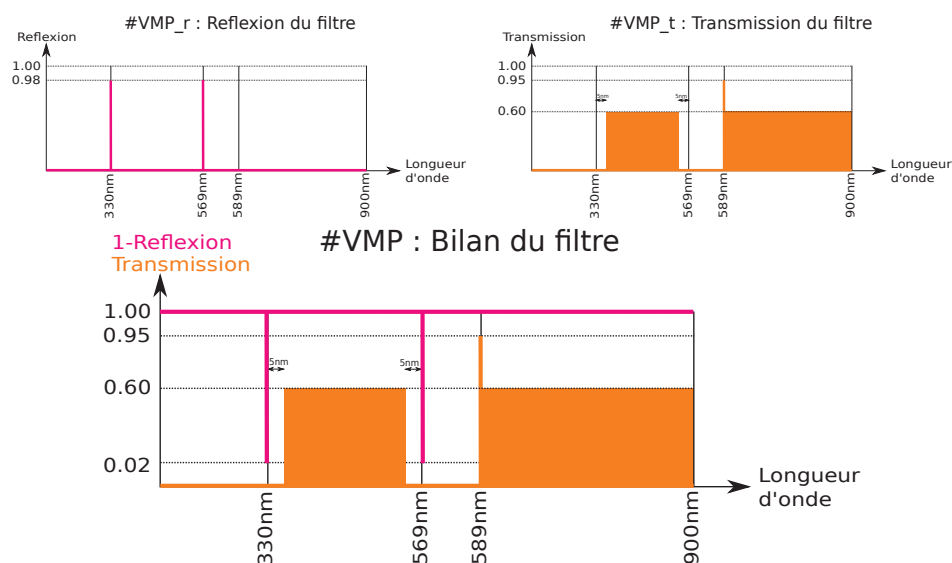 #VMP_r : Reflexion du filtre
Reflexion
1.00
0.98
Longueur
d'onde
330nm
569nm
589nm
900nm
#VMP_t : Transmission du filtre
Transmission
1.00
0.95
5nm
5nm
0.60
Longueur
d'onde
330nm
569nm
589nm
900nm
#VMP : Bilan du filtre
1-Reflexion
Transmission
1.00
0.95
5nm
5nm
0.60
0.02
Longueur
d'onde
330nm
569nm
589nm
900nm